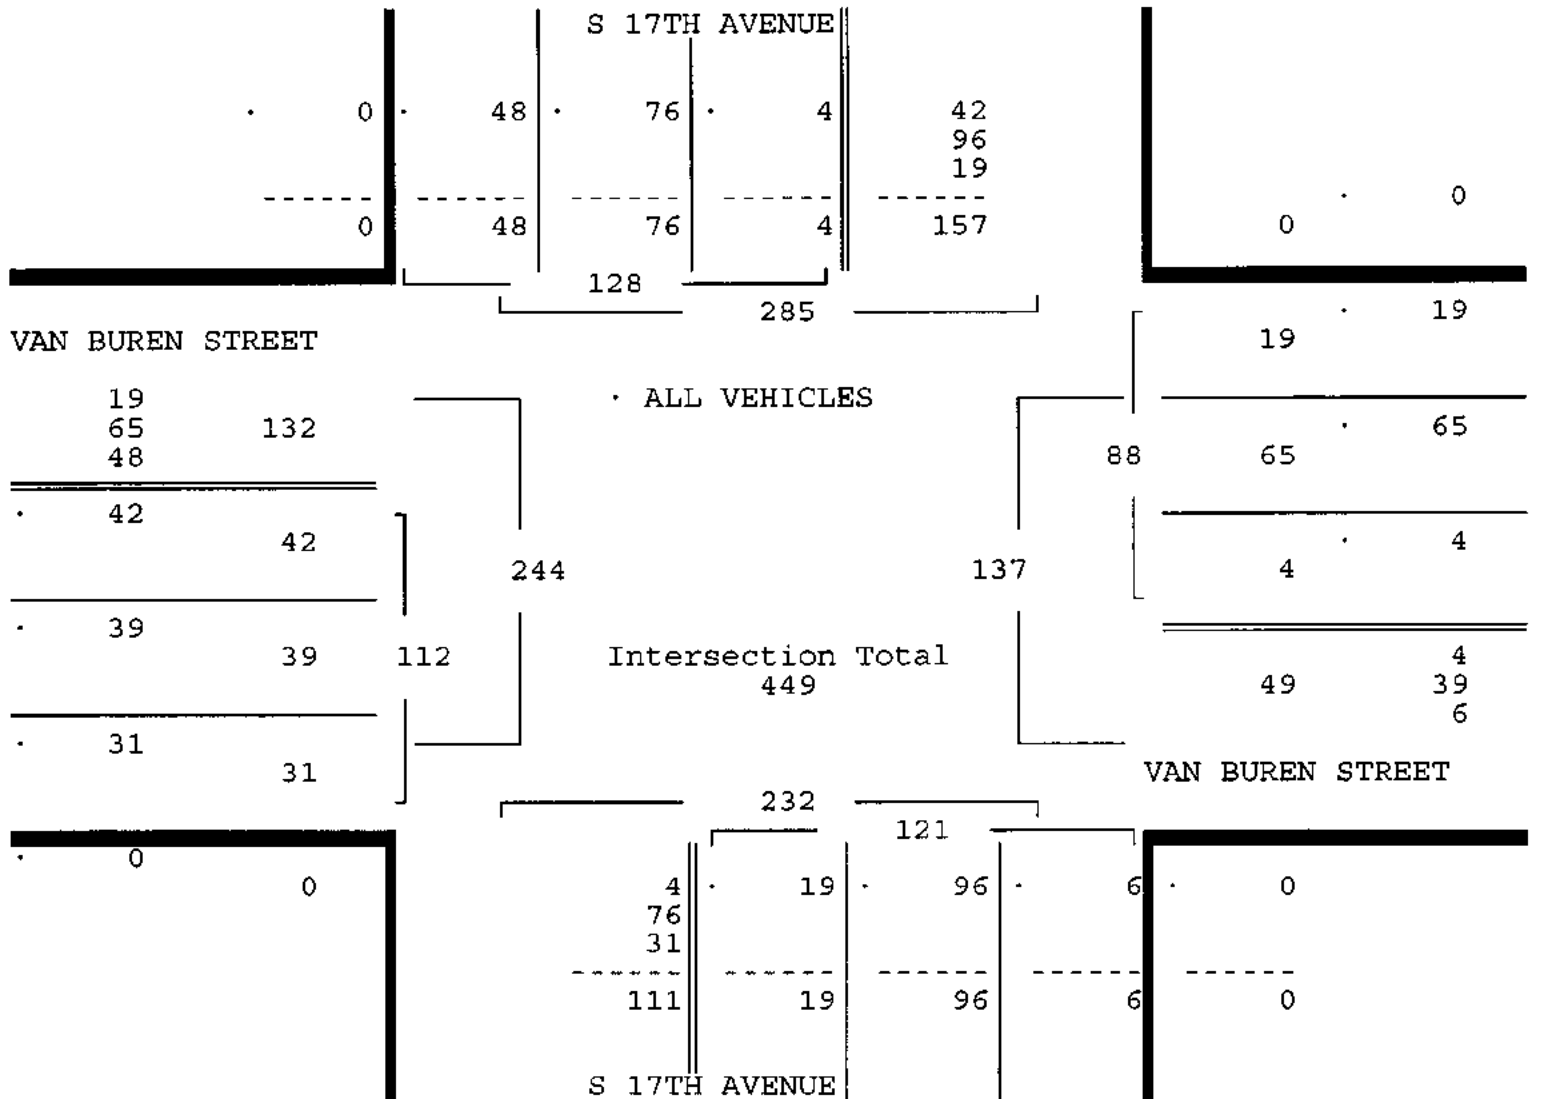 S 17TH AVENUE
· 0 · 48 · 76 · 4 42
96
19
· 0
------ ------ ------ ------ ------
0 48 76 4 157 0
128
285 · 19
VAN BUREN STREET 19
19 · ALL VEHICLES
65 132 · 65
48 88 65
· 42
42 · 4
244 137 4
· 39
39 112 Intersection Total 4
449 49 39
6
· 31
31 VAN BUREN STREET
232
121
· 0
0 4 · 19 · 96 · 6 · 0
76
31
------ ------ ------ ------ ------
111 19 96 6 0
S 17TH AVENUE